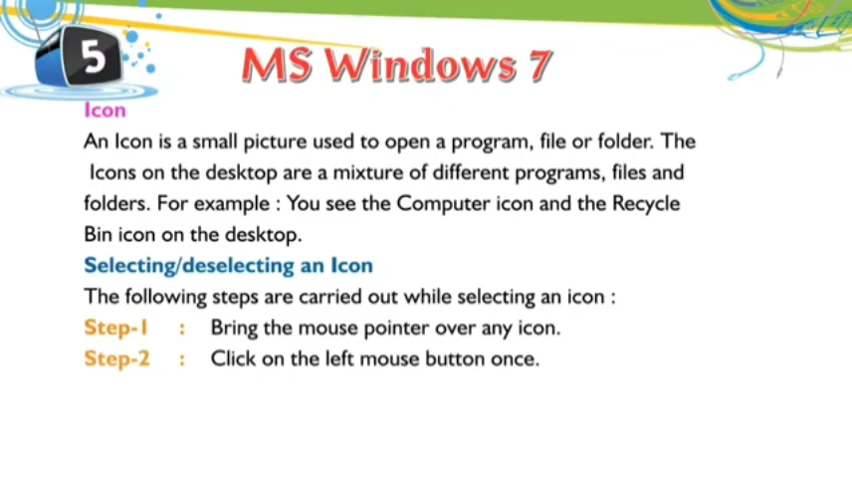 5
MS Windows 7
Icon
An Icon is a small picture used to open a program, file or folder. The
Icons on the desktop are a mixture of different programs, files and
folders. For example : You see the Computer icon and the Recycle
Bin icon on the desktop.
Selecting/deselecting an Icon
The following steps are carried out while selecting an icon :
Step-1 : Bring the mouse pointer over any icon.
Step-2 : Click on the left mouse button once.